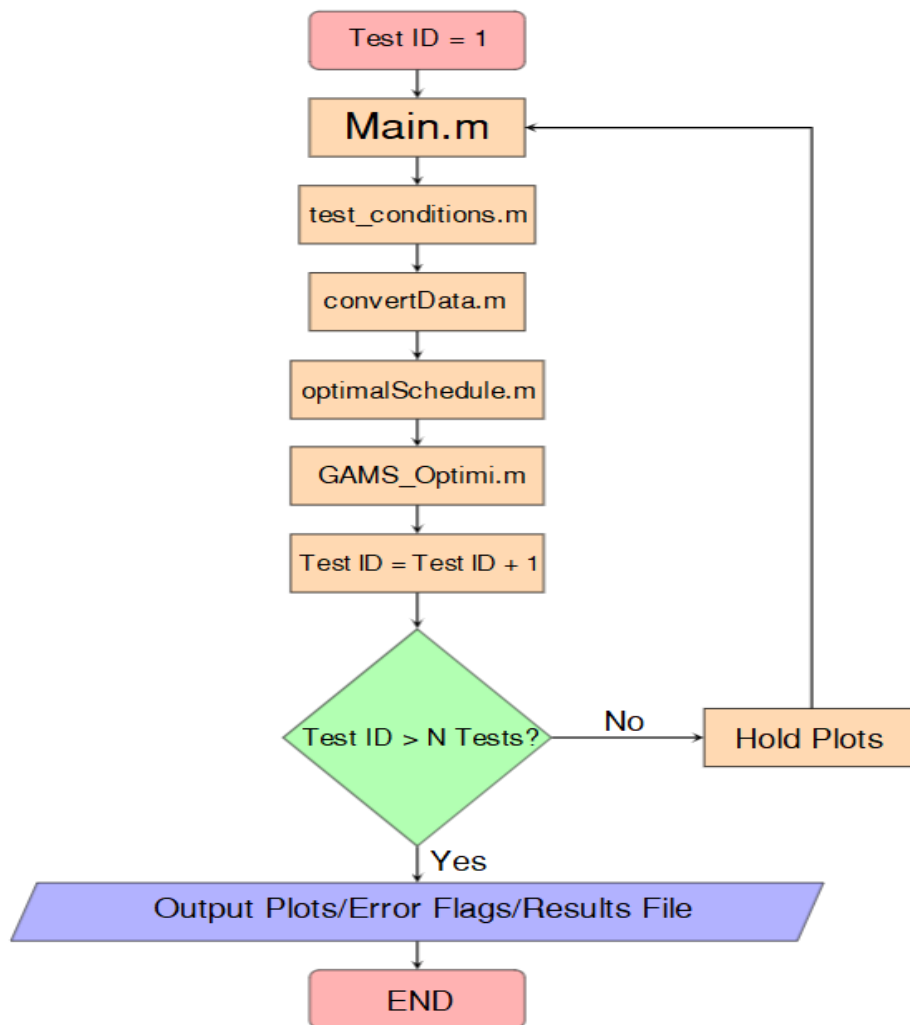 Test ID = 1
Main.m
test_conditions.m
convertData.m
optimalSchedule.m
GAMS_Optimi.m
Test ID = Test ID + 1
Test ID > N Tests?
No
Hold Plots
Yes
Output Plots/Error Flags/Results File
END